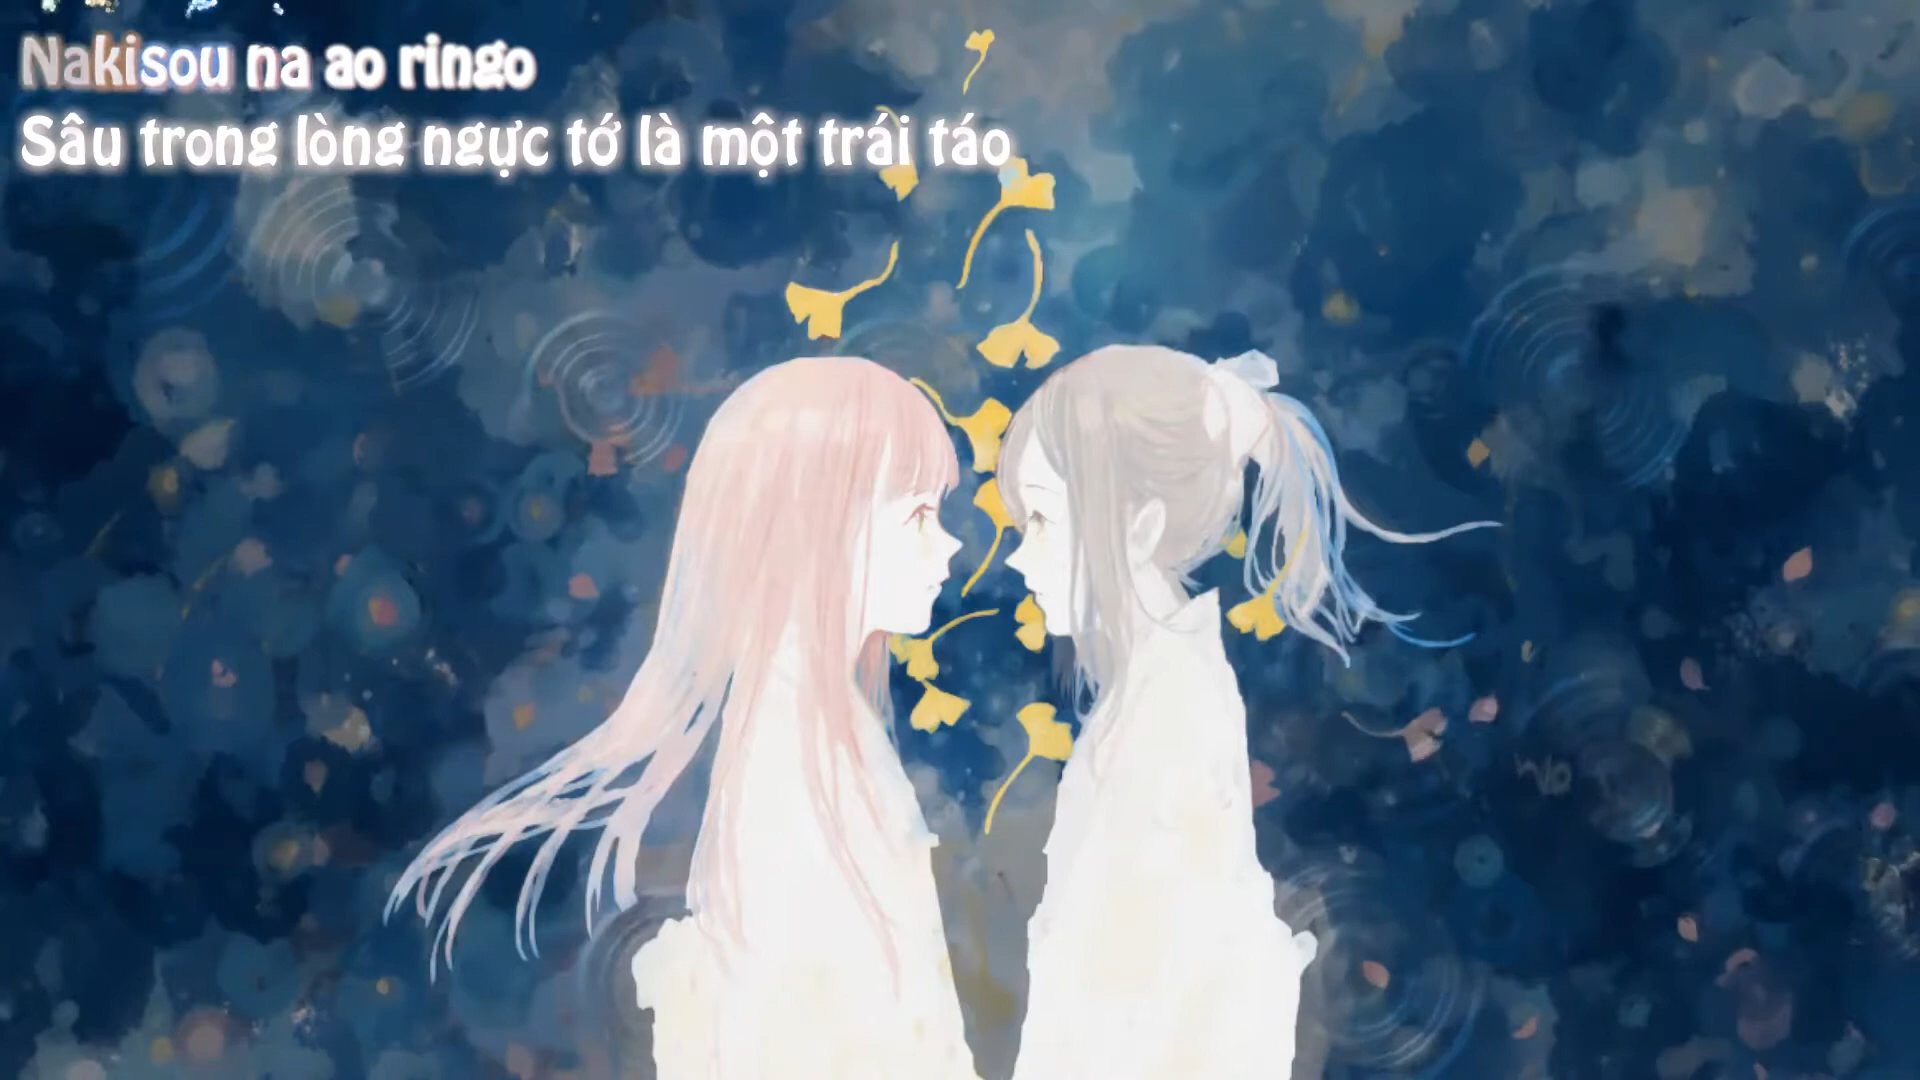 Nakisou na ao ringo
Sâu trong lòng ngực tớ là một trái táo